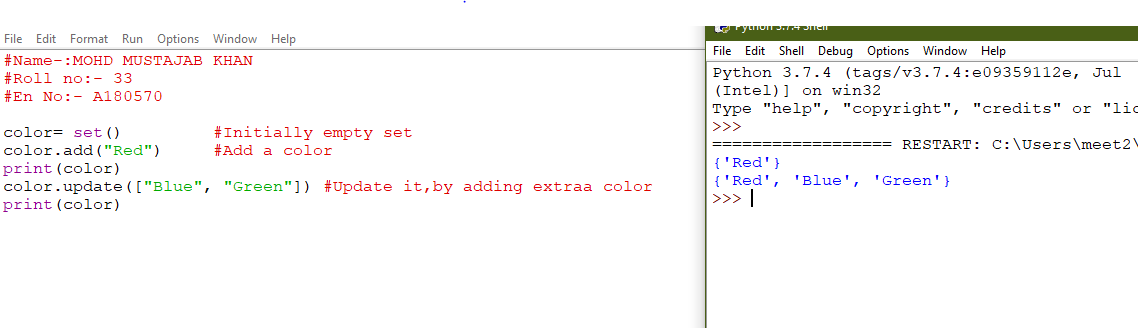 File Edit Format Run Options Window Help
#Name-:MOHD MUSTAJAB KHAN
#Roll no:- 33
#En No:- A180570
color= set() #Initially empty set
color.add("Red") #Add a color
print(color)
color.update(["Blue", "Green"]) #Update it,by adding extraa color
print(color)
Python 3.7.4 Shell
File Edit Shell Debug Options Window Help
Python 3.7.4 (tags/v3.7.4:e09359112e, Jul
(Intel)] on win32
Type "help", "copyright", "credits" or "lic
>>>
================== RESTART: C:\Users\meet2\
{'Red'}
{'Red', 'Blue', 'Green'}
>>>